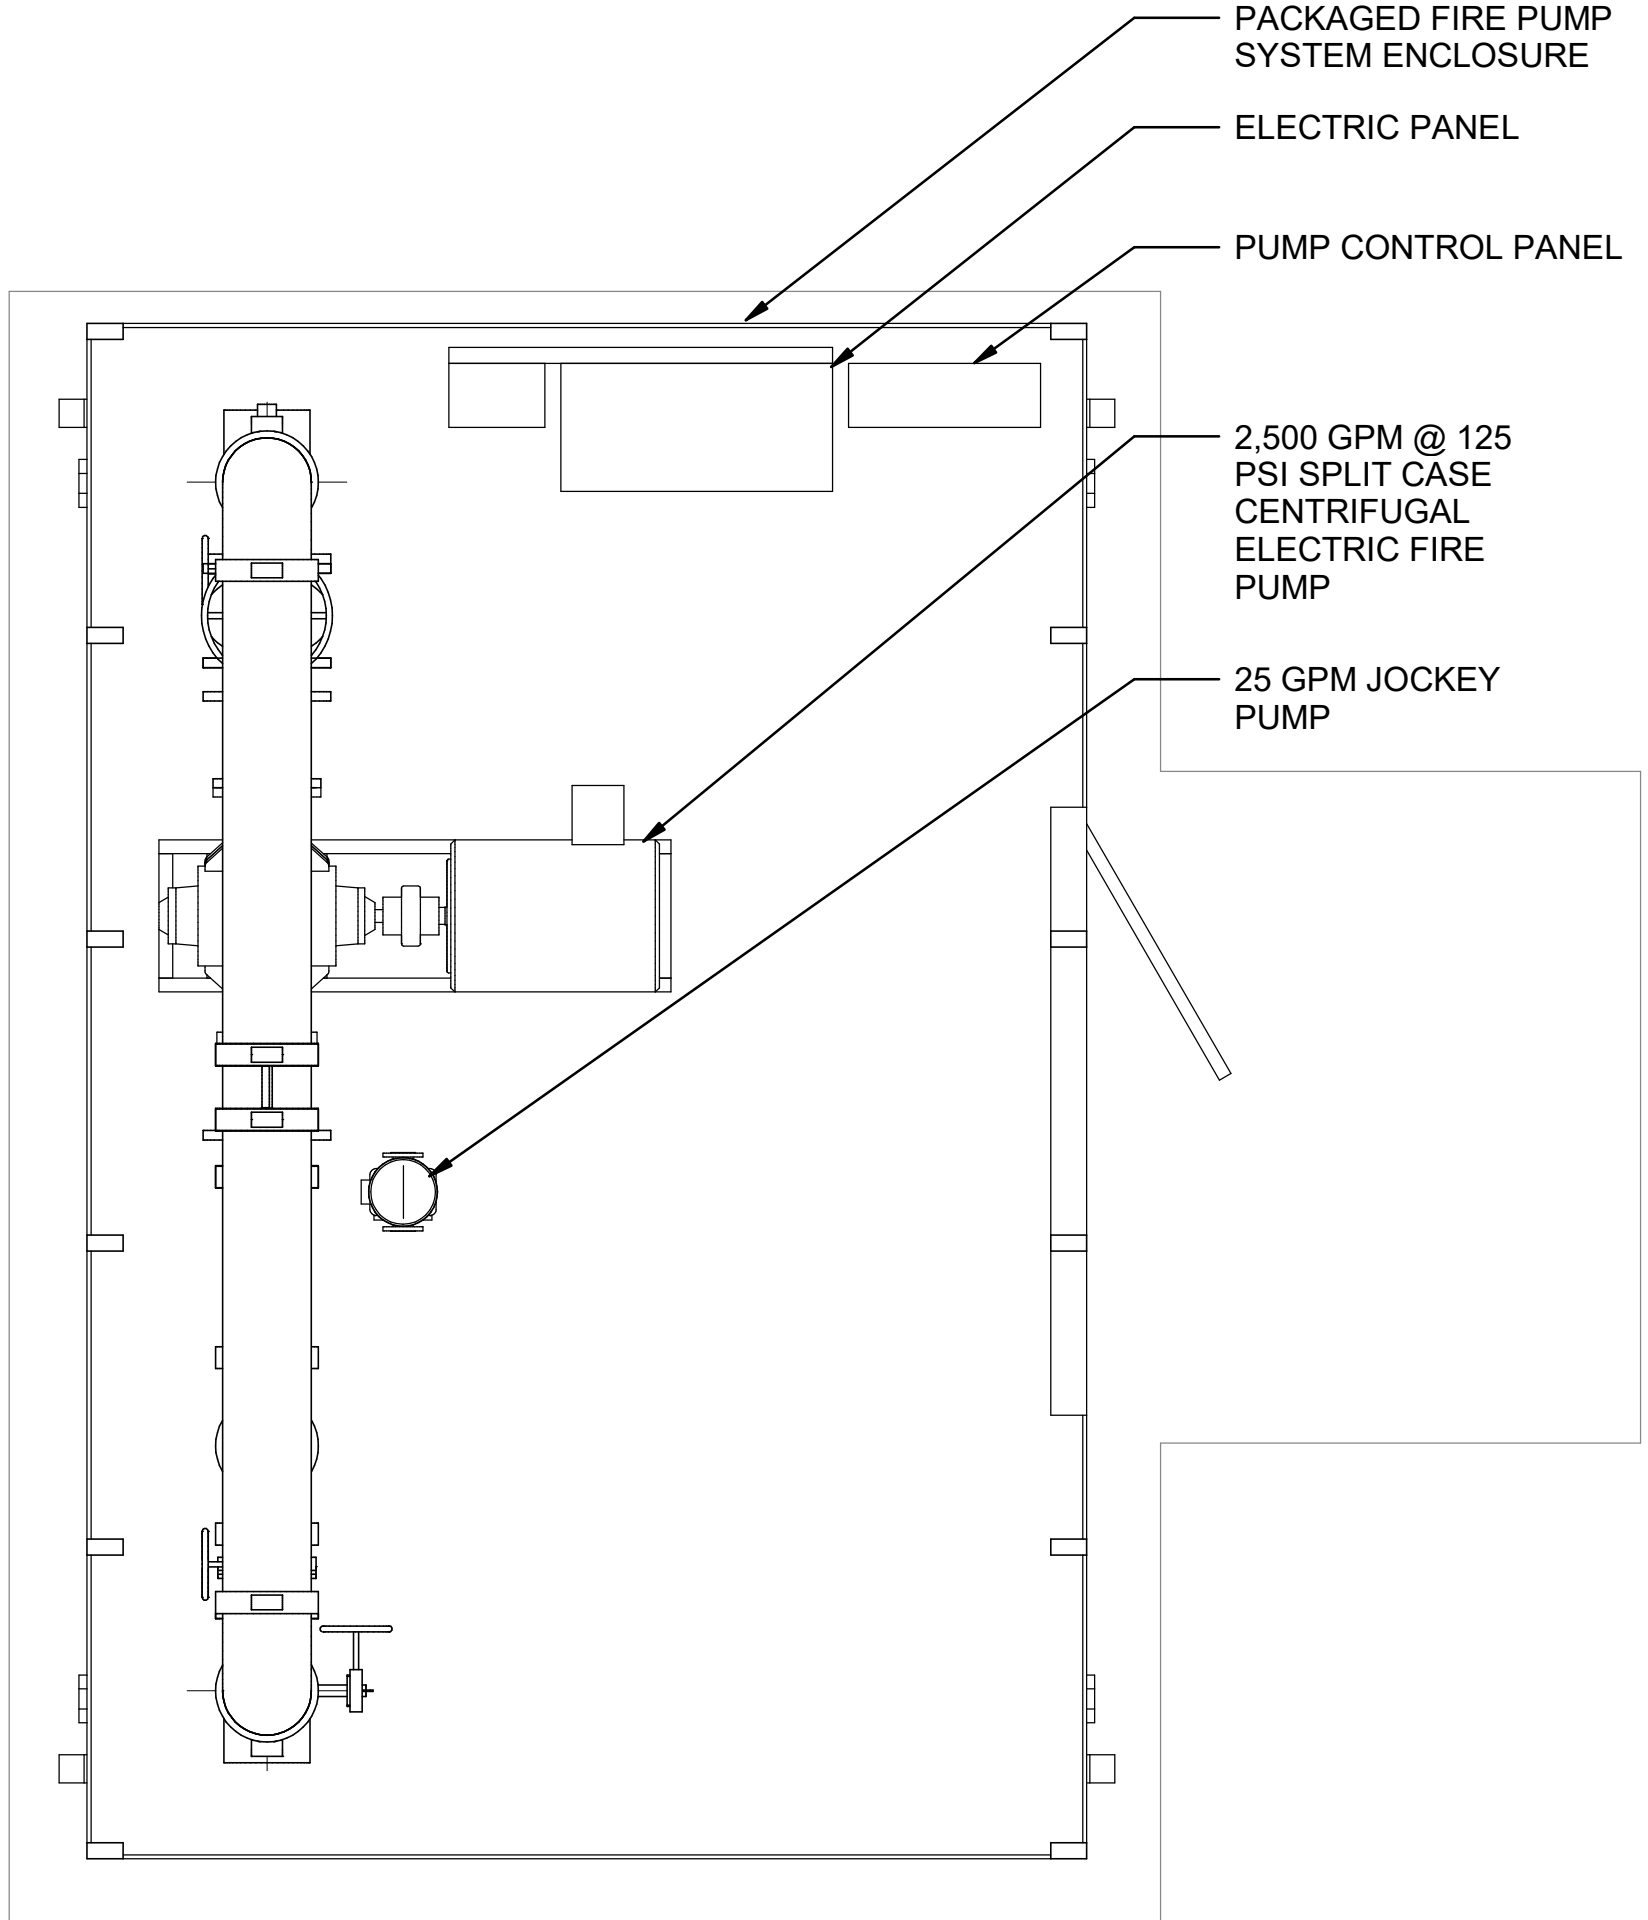 PACKAGED FIRE PUMP
SYSTEM ENCLOSURE
ELECTRIC PANEL
PUMP CONTROL PANEL
2,500 GPM @ 125
PSI SPLIT CASE
CENTRIFUGAL
ELECTRIC FIRE
PUMP
25 GPM JOCKEY
PUMP